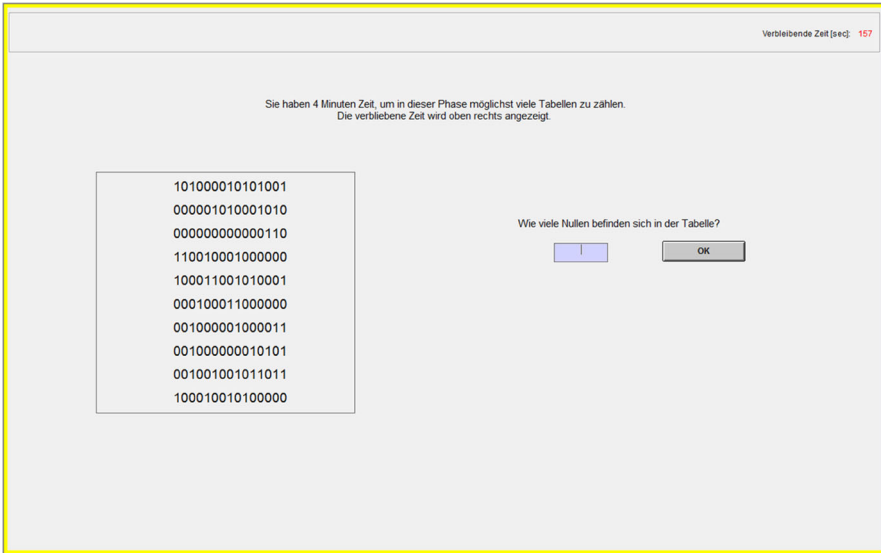 Verbleibende Zeit [sec]: 157
Sie haben 4 Minuten Zeit, um in dieser Phase möglichst viele Tabellen zu zählen.
Die verbliebene Zeit wird oben rechts angezeigt.
101000010101001
000001010001010
000000000000110
110010001000000
100011001010001
000100011000000
001000001000011
001000000010101
001001001011011
100010010100000
Wie viele Nullen befinden sich in der Tabelle?
OK